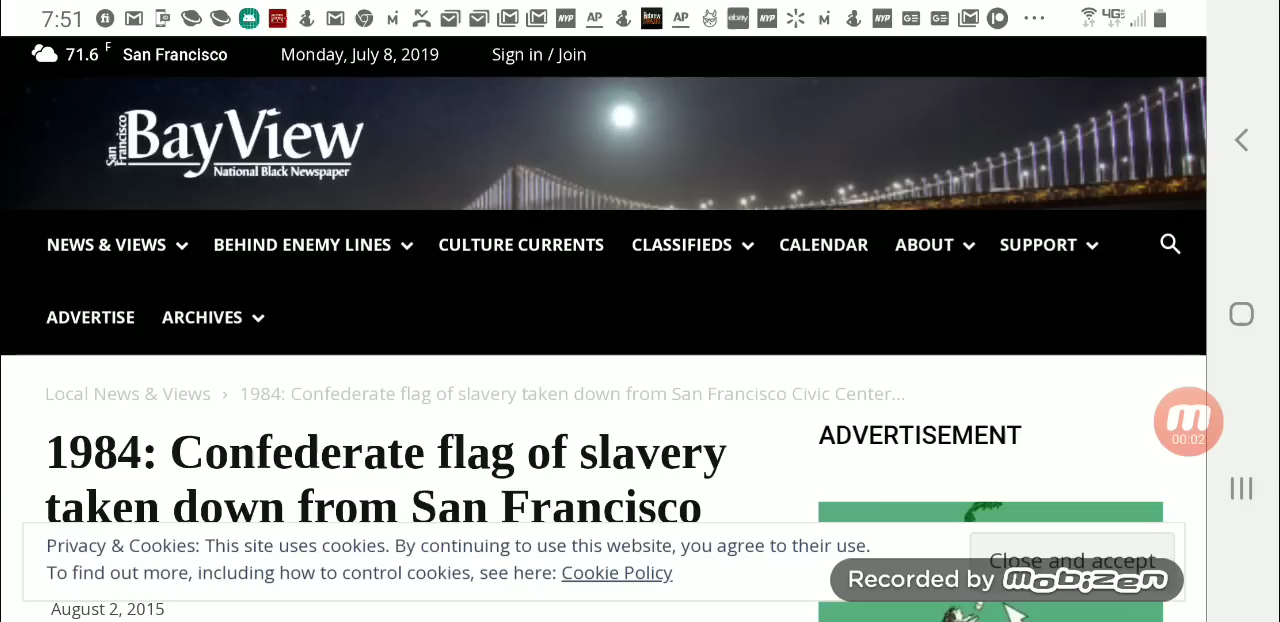 7:51
71.6 F San Francisco Monday, July 8, 2019 Sign in / Join
San Francisco BayView
National Black Newspaper
NEWS & VIEWS BEHIND ENEMY LINES CULTURE CURRENTS CLASSIFIEDS CALENDAR ABOUT SUPPORT
ADVERTISE ARCHIVES
Local News & Views › 1984: Confederate flag of slavery taken down from San Francisco Civic Center...
1984: Confederate flag of slavery
taken down from San Francisco
ADVERTISEMENT
00:02
Privacy & Cookies: This site uses cookies. By continuing to use this website, you agree to their use.
To find out more, including how to control cookies, see here: Cookie Policy
Close and accept
Recorded by mobizen
August 2, 2015